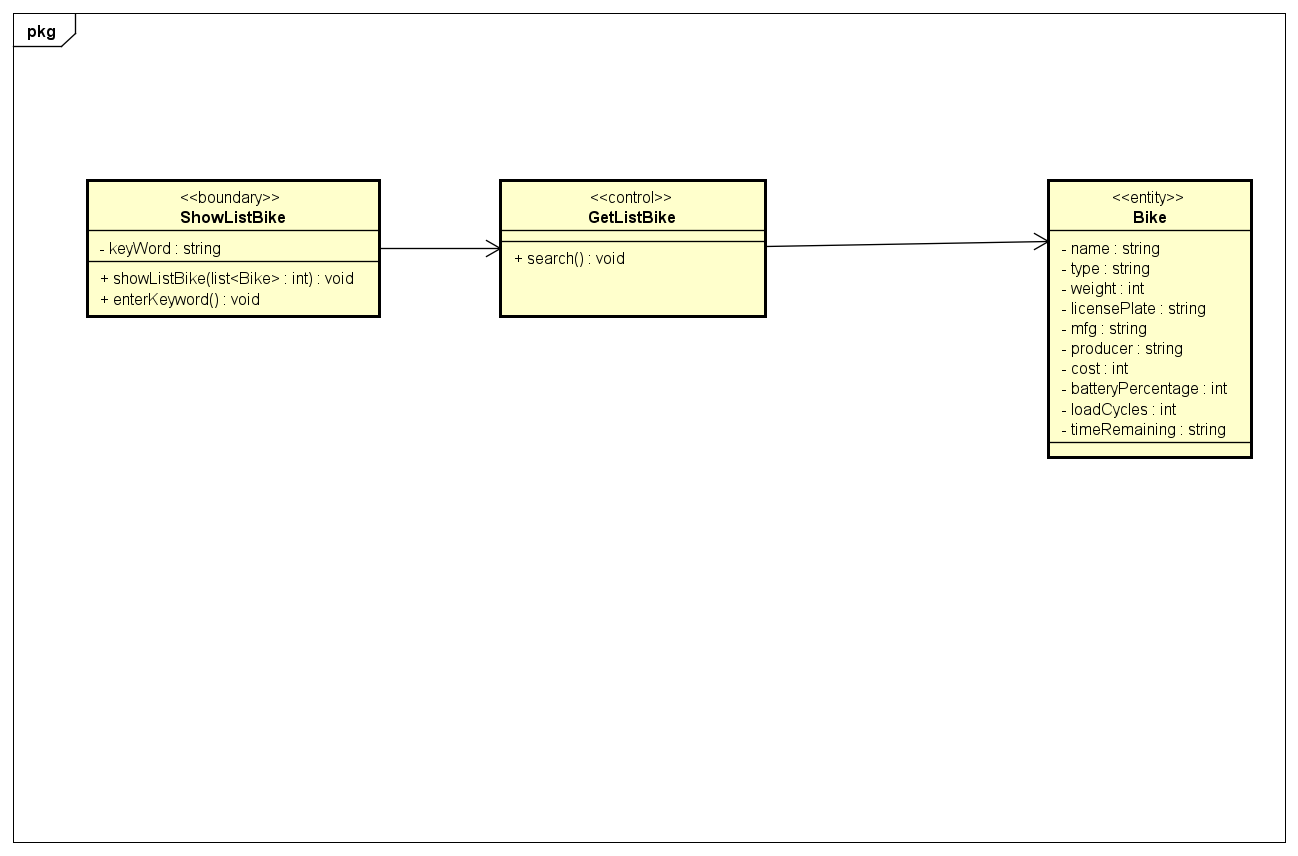 pkg
<<boundary>>
ShowListBike
- keyWord : string
+ showListBike(list<Bike> : int) : void
+ enterKeyword() : void
<<control>>
GetListBike
+ search() : void
<<entity>>
Bike
- name : string
- type : string
- weight : int
- licensePlate : string
- mfg : string
- producer : string
- cost : int
- batteryPercentage : int
- loadCycles : int
- timeRemaining : string